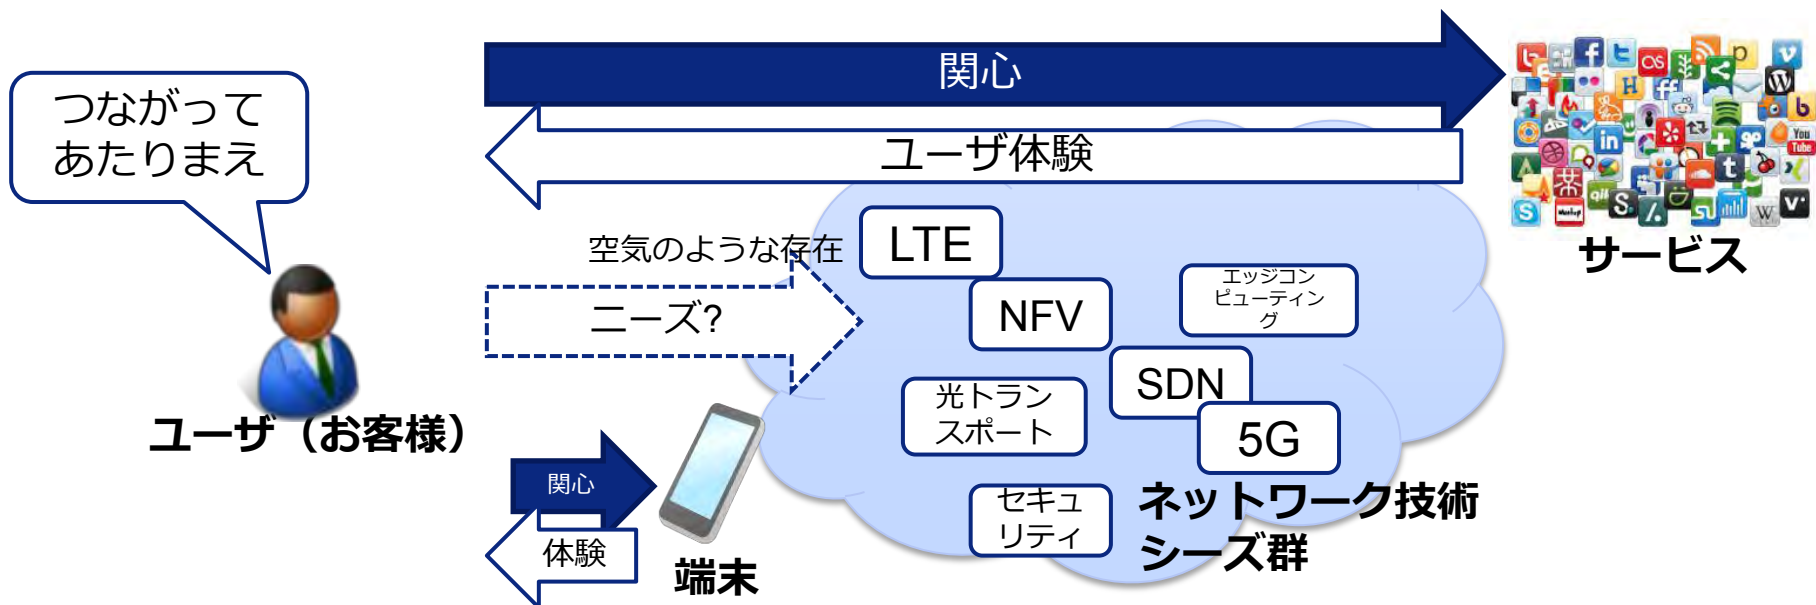 関心
つながって
あたりまえ
ユーザ体験
サービス
空気のような存在
LTE
エッジコン
ピューティン
グ
ニーズ?
NFV
SDN
光トラン
スポート
5G
ユーザ（お客様）
関心
体験
端末
セキュ
リティ
ネットワーク技術
シーズ群
You
Tube